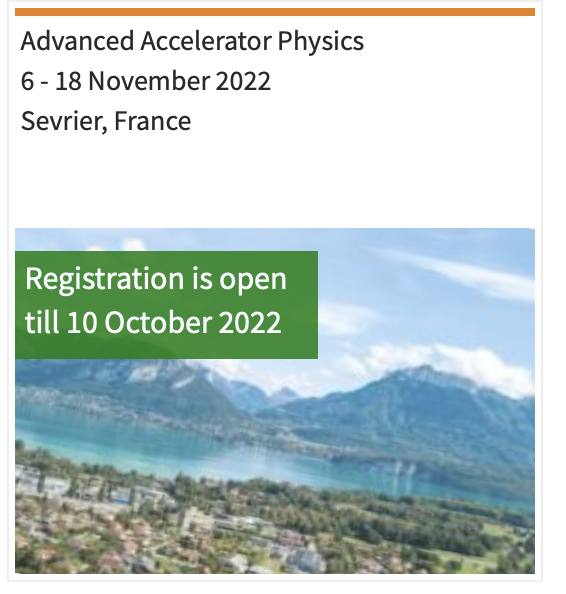 Advanced Accelerator Physics
6 - 18 November 2022
Sevrier, France
Registration is open
till 10 October 2022